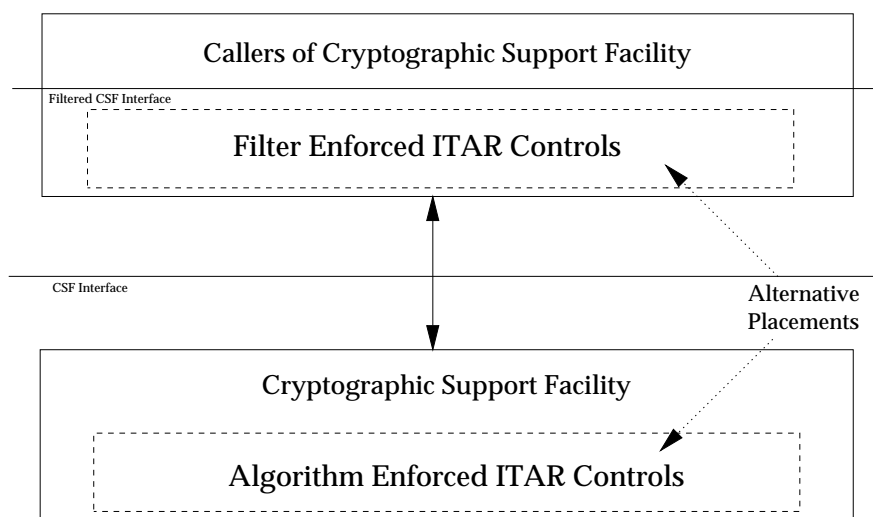 Callers of Cryptographic Support Facility
Filtered CSF Interface
Filter Enforced ITAR Controls
CSF Interface
Alternative
Placements
Cryptographic Support Facility
Algorithm Enforced ITAR Controls